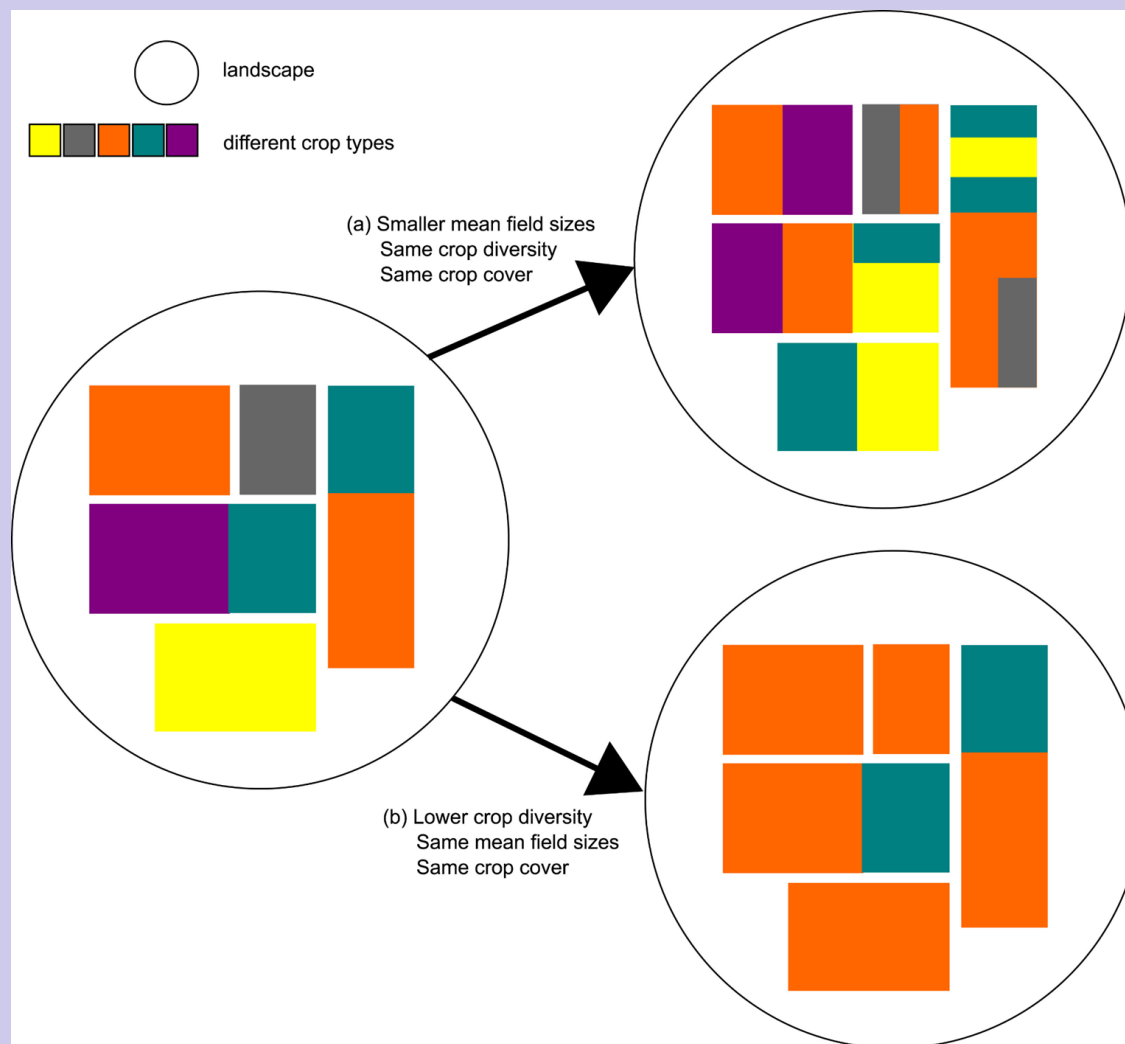 landscape
different crop types
(a) Smaller mean field sizes
Same crop diversity
Same crop cover
(b) Lower crop diversity
Same mean field sizes
Same crop cover